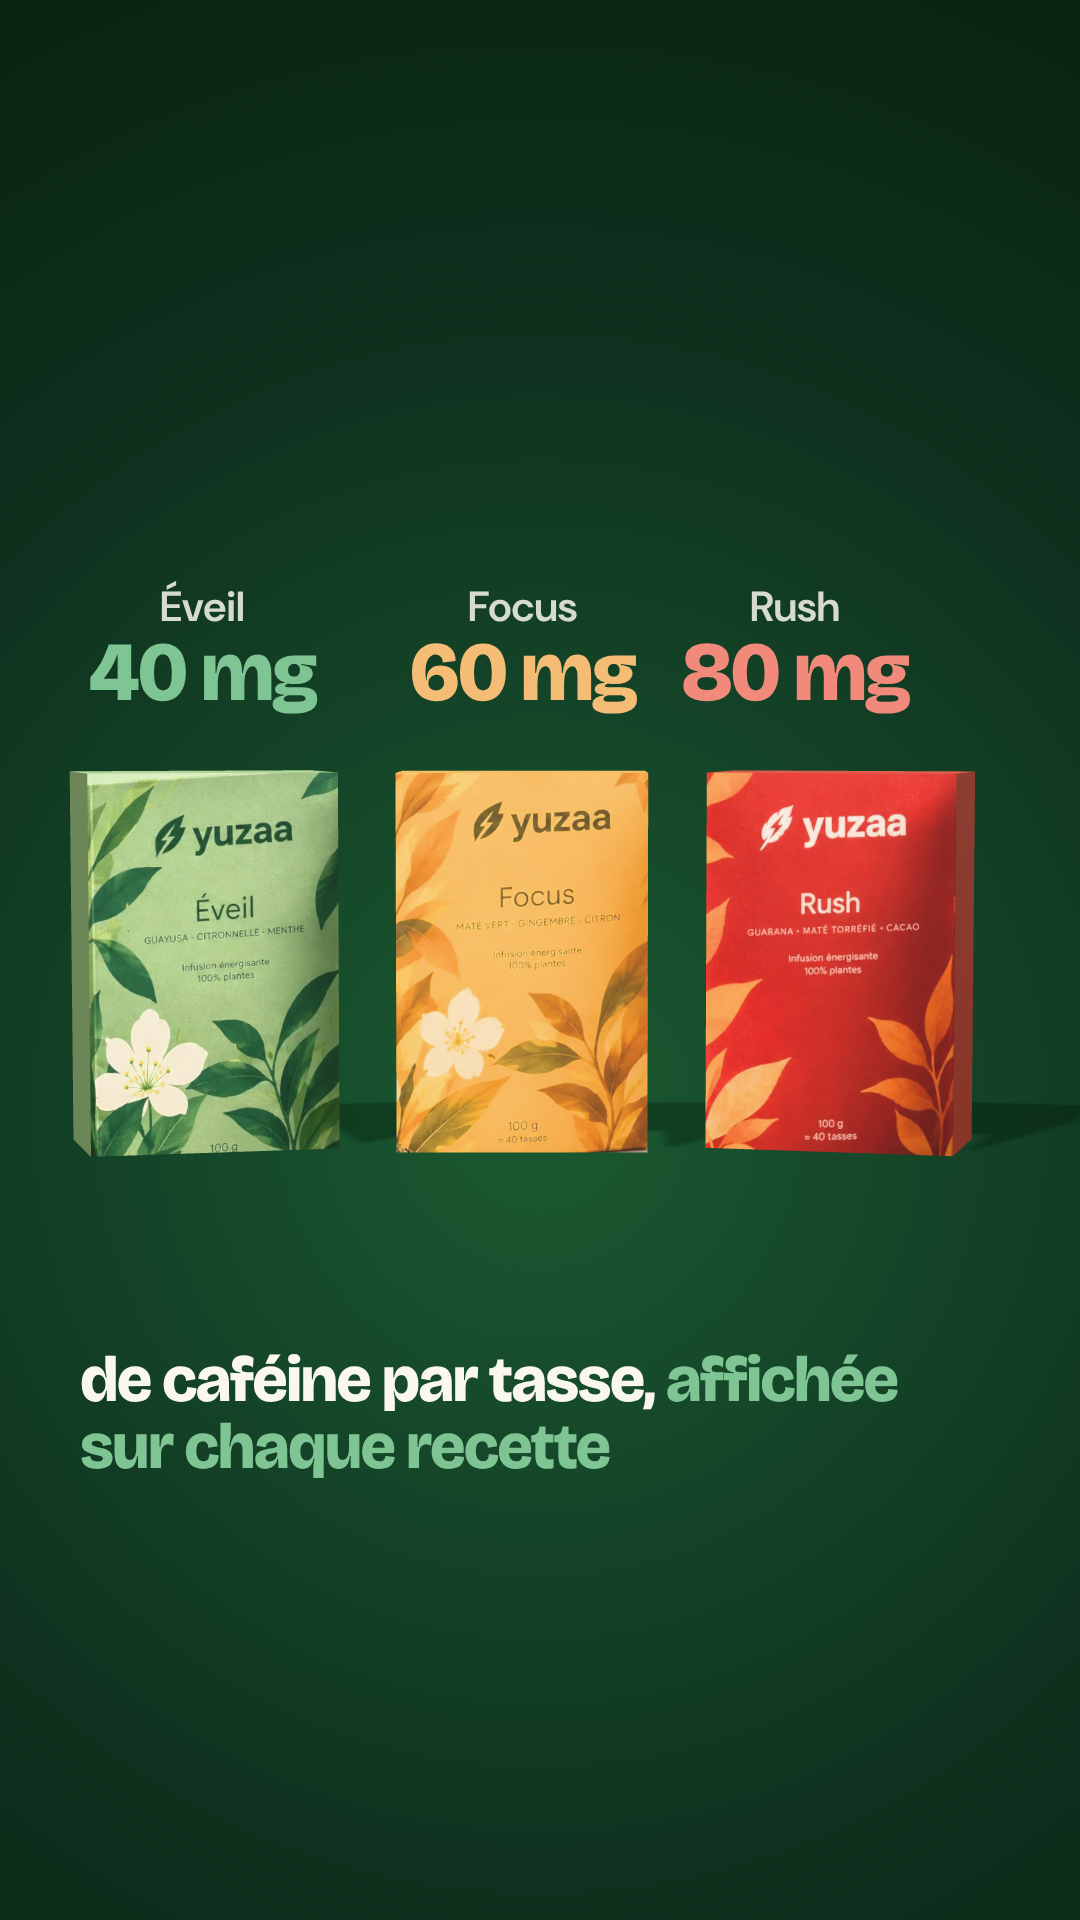 Éveil
40 mg
Focus
60 mg
Rush
80 mg
yuzaa
Éveil
GUAYUSA · CITRONNELLE · MENTHE
Infusion énergisante
100% plantes
100 g
yuzaa
Focus
MATÉ VERT · GINGEMBRE · CITRON
Infusion énergisante
100% plantes
100 g
≈ 40 tasses
yuzaa
Rush
GUARANA • MATÉ TORRÉFIÉ • CACAO
Infusion énergisante
100% plantes
100 g
≈ 40 tasses
de caféine par tasse, affichée
sur chaque recette